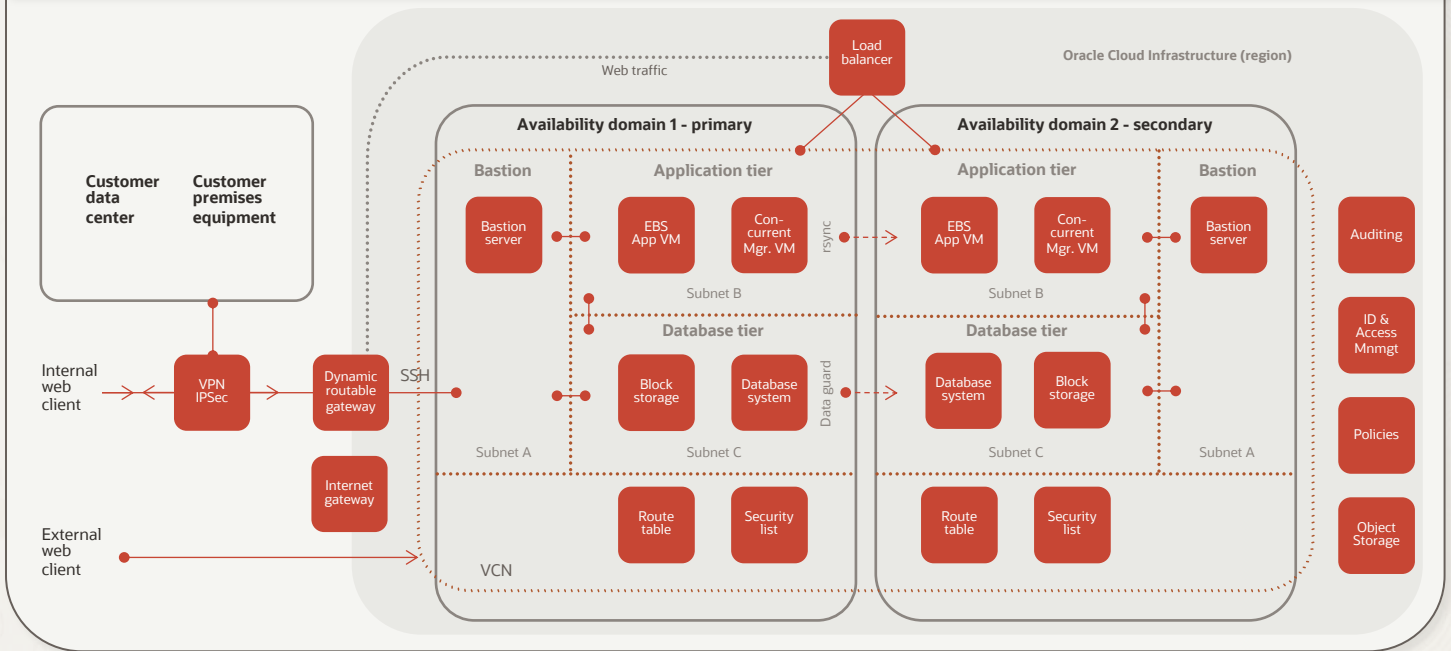 Load
balancer
Oracle Cloud Infrastructure (region)
Web traffic
Customer
data
center
Customer
premises
equipment
Availability domain 1 - primary
Availability domain 2 - secondary
Bastion
Application tier
Application tier
Bastion
Bastion
server
EBS
App VM
Con-
current
Mgr. VM
rsync
EBS
App VM
Con-
current
Mgr. VM
Bastion
server
Auditing
Subnet B
Subnet B
ID &
Access
Mnmgt
Database tier
Database tier
Internal
web
client
VPN
IPSec
Dynamic
routable
gateway
SSH
Block
storage
Database
system
Data guard
Database
system
Block
storage
Policies
Subnet A
Subnet C
Subnet C
Subnet A
Internet
gateway
Route
table
Security
list
Route
table
Security
list
Object
Storage
External
web
client
VCN